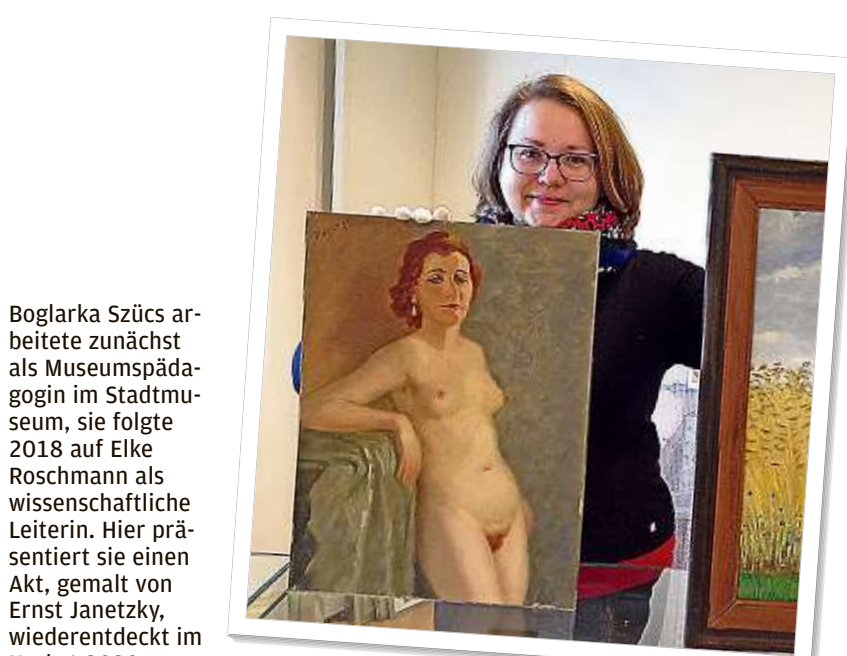 Boglarka Szücs ar-
beitete zunächst
als Museumspäda-
gogin im Stadtmu-
seum, sie folgte
2018 auf Elke
Roschmann als
wissenschaftliche
Leiterin. Hier prä-
sentiert sie einen
Akt, gemalt von
Ernst Janetzky,
wiederentdeckt im